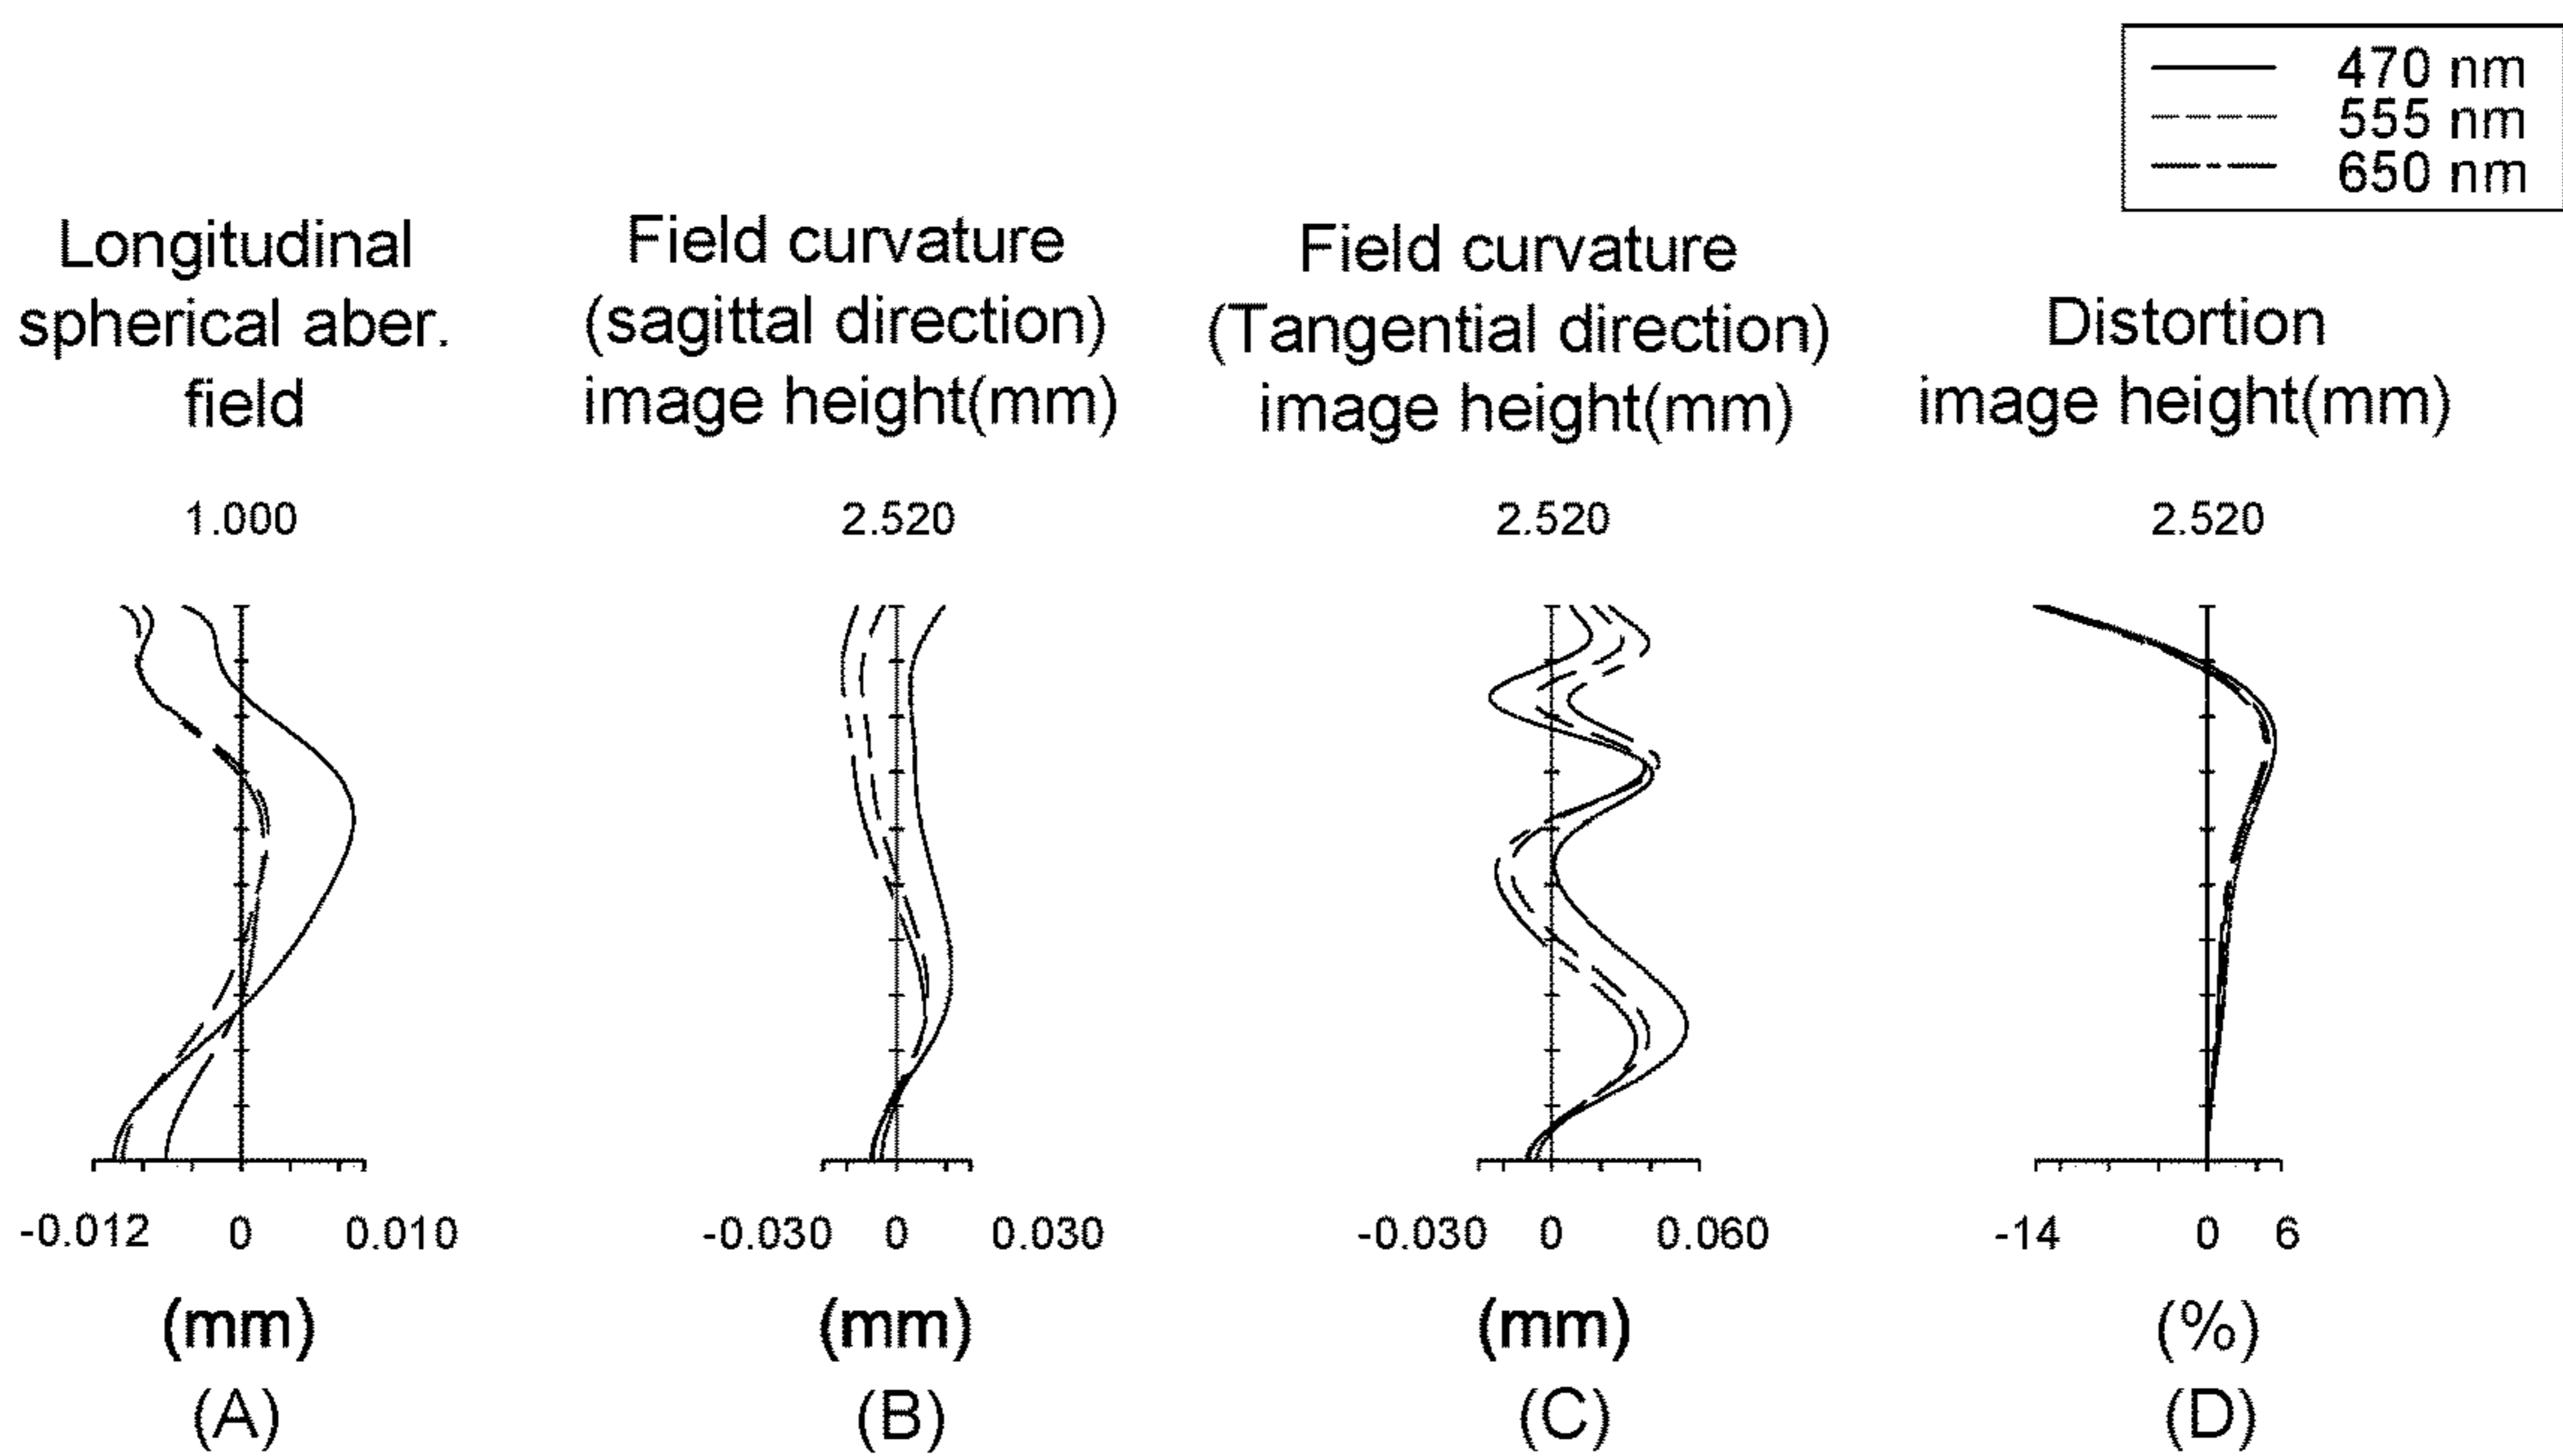 470 nm
555 nm
650 nm
Longitudinal
spherical aber.
field
1.000
-0.012 0 0.010
(mm)
(A)
Field curvature
(sagittal direction)
image height(mm)
2.520
-0.030 0 0.030
(mm)
(B)
Field curvature
(Tangential direction)
image height(mm)
2.520
-0.030 0 0.060
(mm)
(C)
Distortion
image height(mm)
2.520
-14 0 6
(%)
(D)